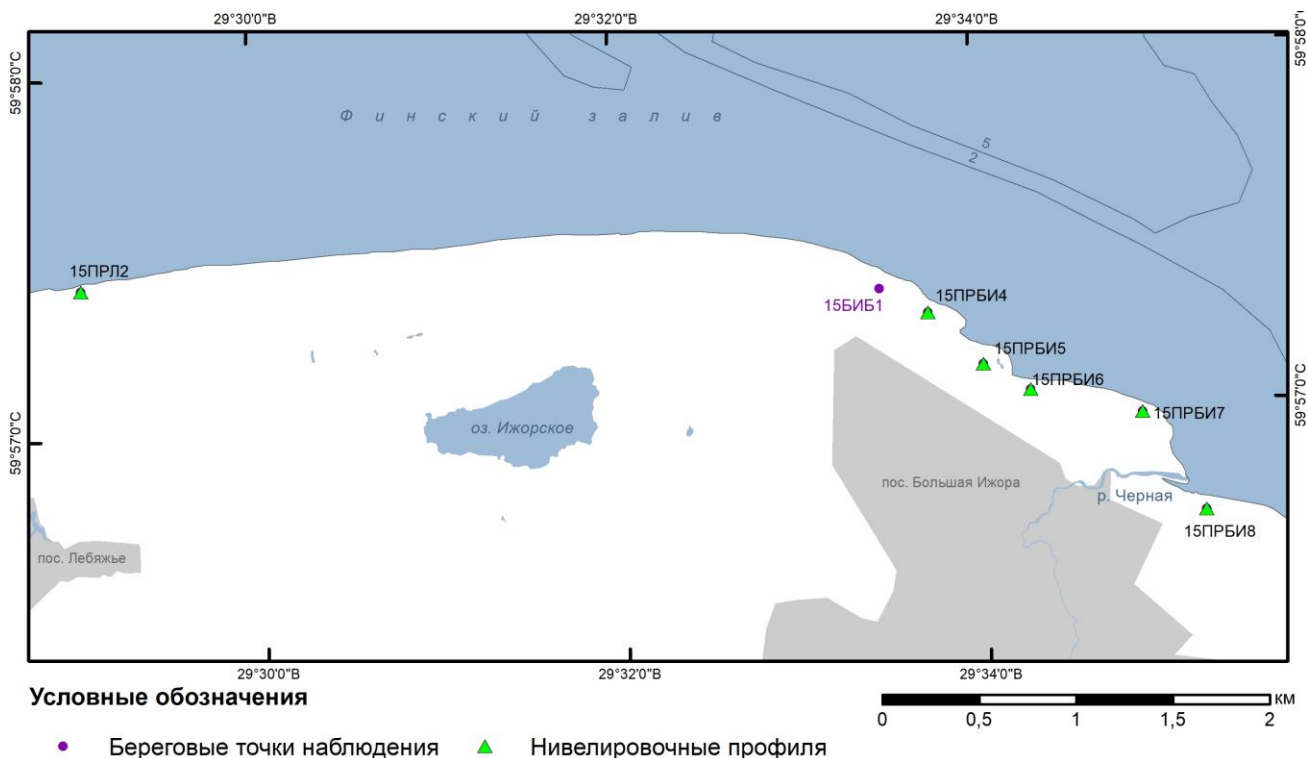 29°30'0"В
29°32'0"В
29°34'0"В
59°58'0"С
59°58'0"С
Финский залив
5
2
15ПРЛ2
15БИБ1
15ПРБИ4
15ПРБИ5
15ПРБИ6
15ПРБИ7
59°57'0"С
59°57'0"С
оз. Ижорское
пос. Большая Ижора
р. Черная
15ПРБИ8
пос. Лебяжье
29°30'0"В
29°32'0"В
29°34'0"В
Условные обозначения
км
0 0,5 1 1,5 2
Береговые точки наблюдения
Нивелировочные профиля